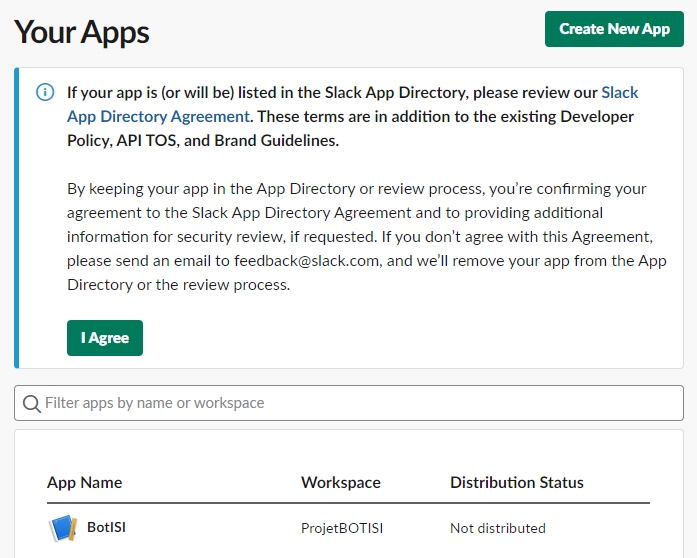 Your Apps
Create New App
If your app is (or will be) listed in the Slack App Directory, please review our Slack
App Directory Agreement. These terms are in addition to the existing Developer
Policy, API TOS, and Brand Guidelines.
By keeping your app in the App Directory or review process, you’re confirming your
agreement to the Slack App Directory Agreement and to providing additional
information for security review, if requested. If you don’t agree with this Agreement,
please send an email to feedback@slack.com, and we’ll remove your app from the App
Directory or the review process.
I Agree
Filter apps by name or workspace
App Name Workspace Distribution Status
BotISI ProjetBOTISI Not distributed